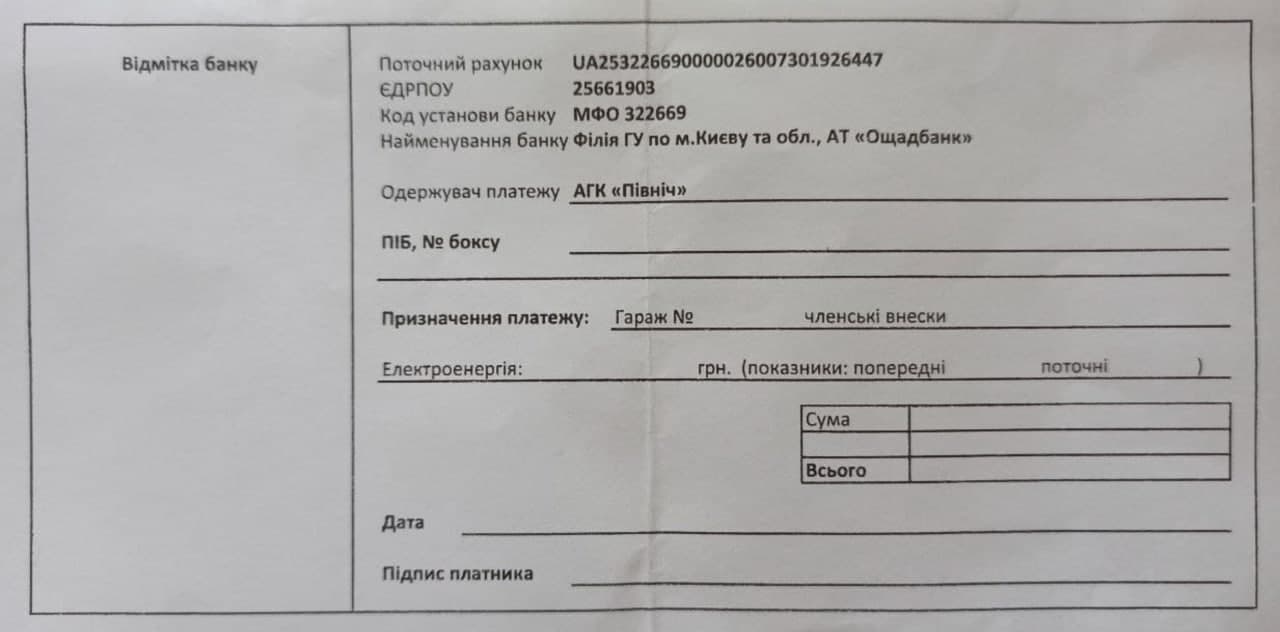 Відмітка банку
Поточний рахунок UA253226690000026007301926447
ЄДРПОУ 25661903
Код установи банку МФО 322669
Найменування банку Філія ГУ по м.Києву та обл., АТ «Ощадбанк»
Одержувач платежу АГК «Північ»
ПІБ, № боксу
Призначення платежу: Гараж № членські внески
Електроенергія: грн. (показники: попередні поточні )
Сума
Всього
Дата
Підпис платника